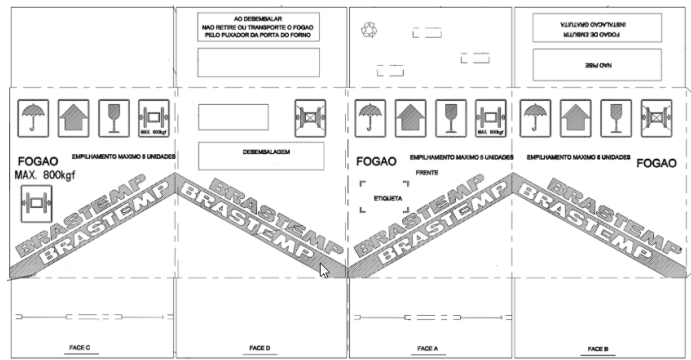 AO DESEMBALAR
NAO RETIRE OU TRANSPORTE O FOGAO
PELO PUXADOR DA PORTA DO FORNO
FOGAO DE EMBUTIR
INSTALACAO GRATUITA
NAO PISE
MAX. 800kgf
DESEMBALAGEM
MAX. 800kgf
FOGAO
EMPILHAMENTO MAXIMO 5 UNIDADES
MAX. 800kgf
FOGAO
EMPILHAMENTO MAXIMO 5 UNIDADES
EMPILHAMENTO MAXIMO 5 UNIDADES
FOGAO
FRENTE
ETIQUETA
BRASTEMP
BRASTEMP
BRASTEMP
BRASTEMP
BRASTEMP
BRASTEMP
BRASTEMP
BRASTEMP
FACE C
FACE D
FACE A
FACE B